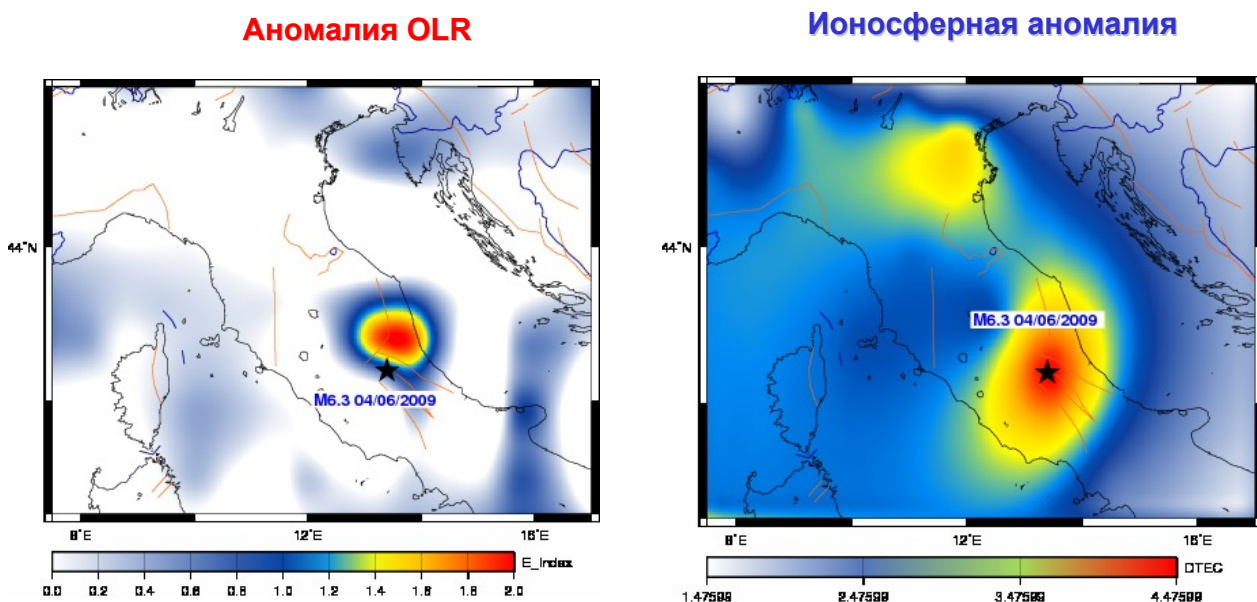 Аномалия OLR
Ионосферная аномалия
44°N
M6.3 04/06/2009
8°E 12°E 16°E
E_Index
0.0 0.2 0.4 0.6 0.8 1.0 1.2 1.4 1.6 1.8 2.0
44°N
M6.3 04/06/2009
8°E 12°E 16°E
DTEC
1.47599 2.47599 3.47599 4.47599